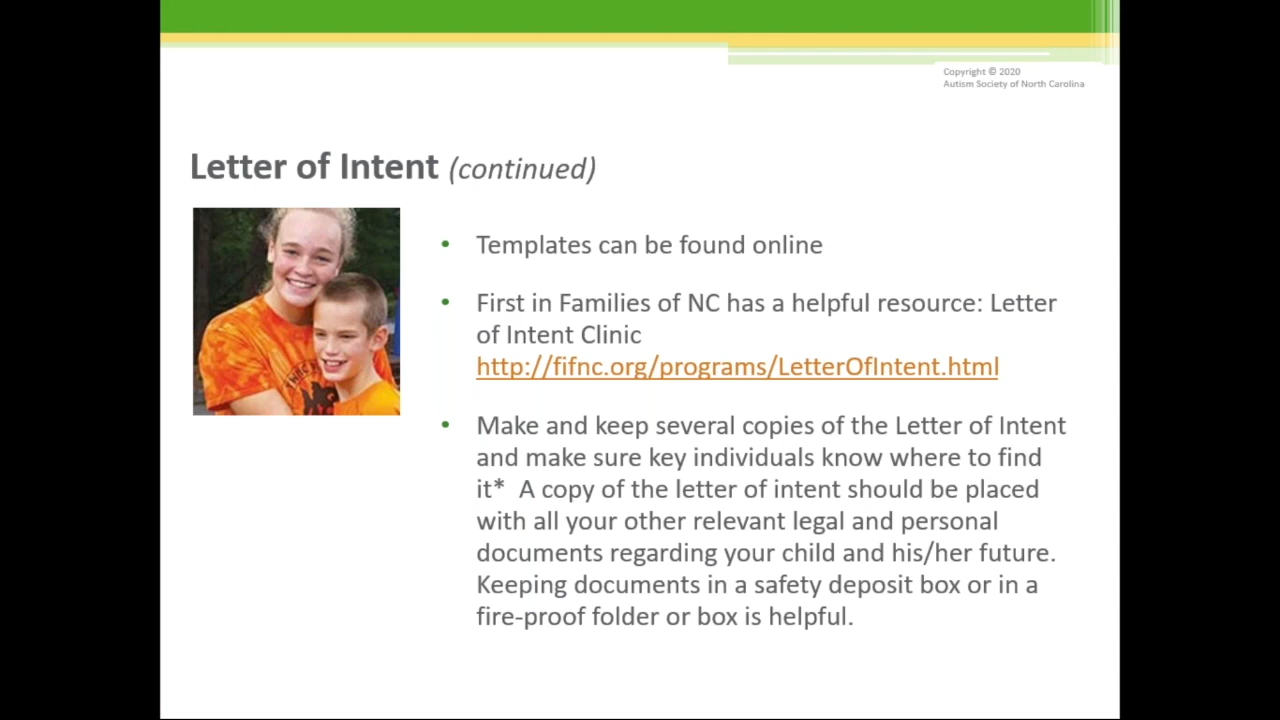 Copyright © 2020
Autism Society of North Carolina
Letter of Intent (continued)
• Templates can be found online
• First in Families of NC has a helpful resource: Letter
of Intent Clinic
http://fifnc.org/programs/LetterOfIntent.html
• Make and keep several copies of the Letter of Intent
and make sure key individuals know where to find
it* A copy of the letter of intent should be placed
with all your other relevant legal and personal
documents regarding your child and his/her future.
Keeping documents in a safety deposit box or in a
fire-proof folder or box is helpful.